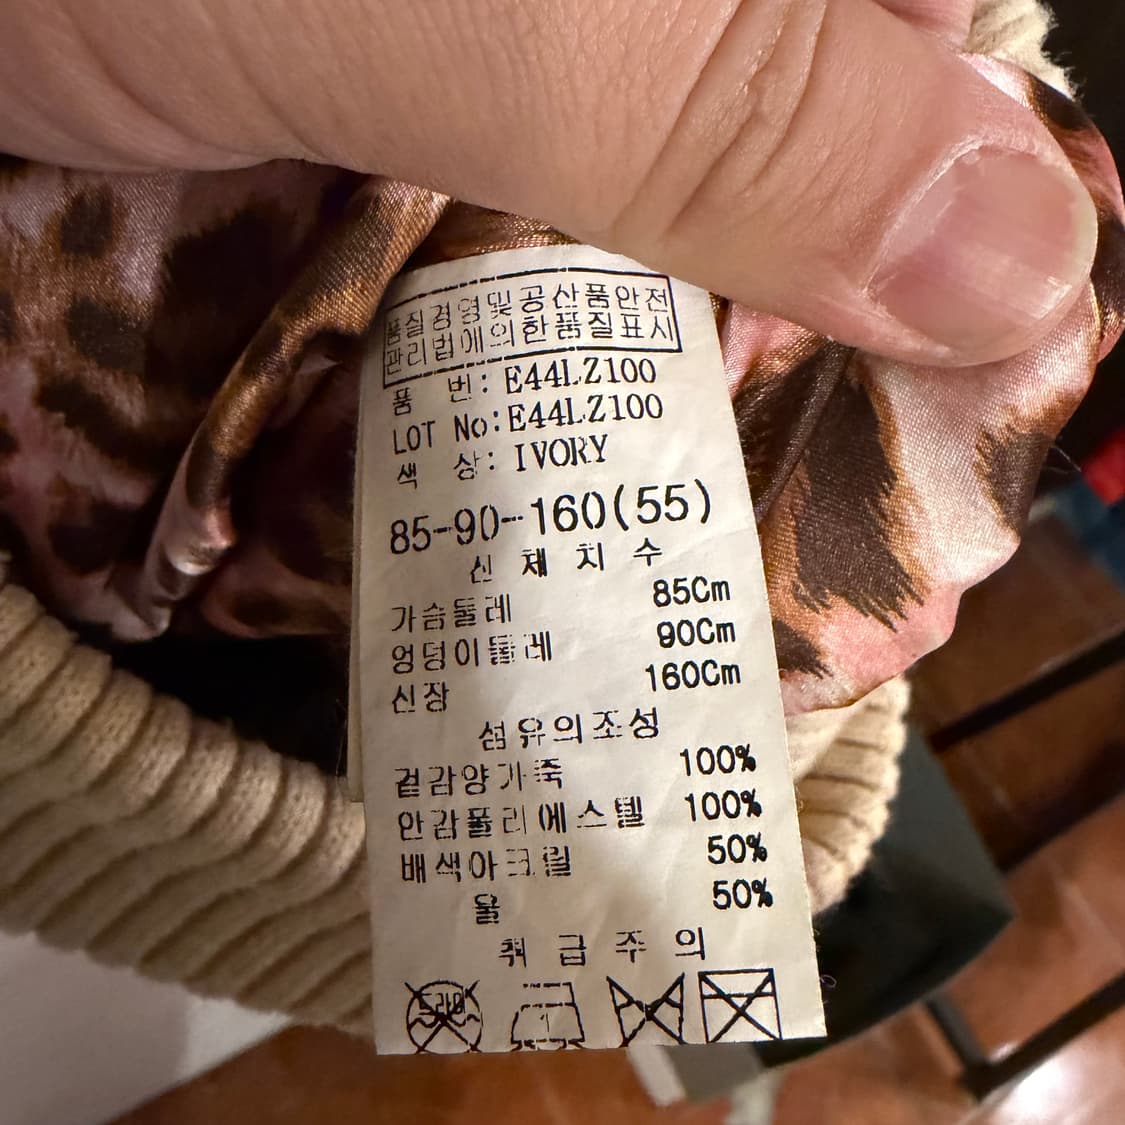 품질경영및공산품안전
관리법에의한품질표시
품 번: E44LZ100
LOT No:E44LZ100
색 상: IVORY
85-90-160(55)
신 체 치 수
가슴둘레 85Cm
엉덩이둘레 90Cm
신장 160Cm
섬유의조성
겉감양가죽 100%
안감폴리에스텔 100%
배색아크릴 50%
울 50%
취 급 주 의
드라이